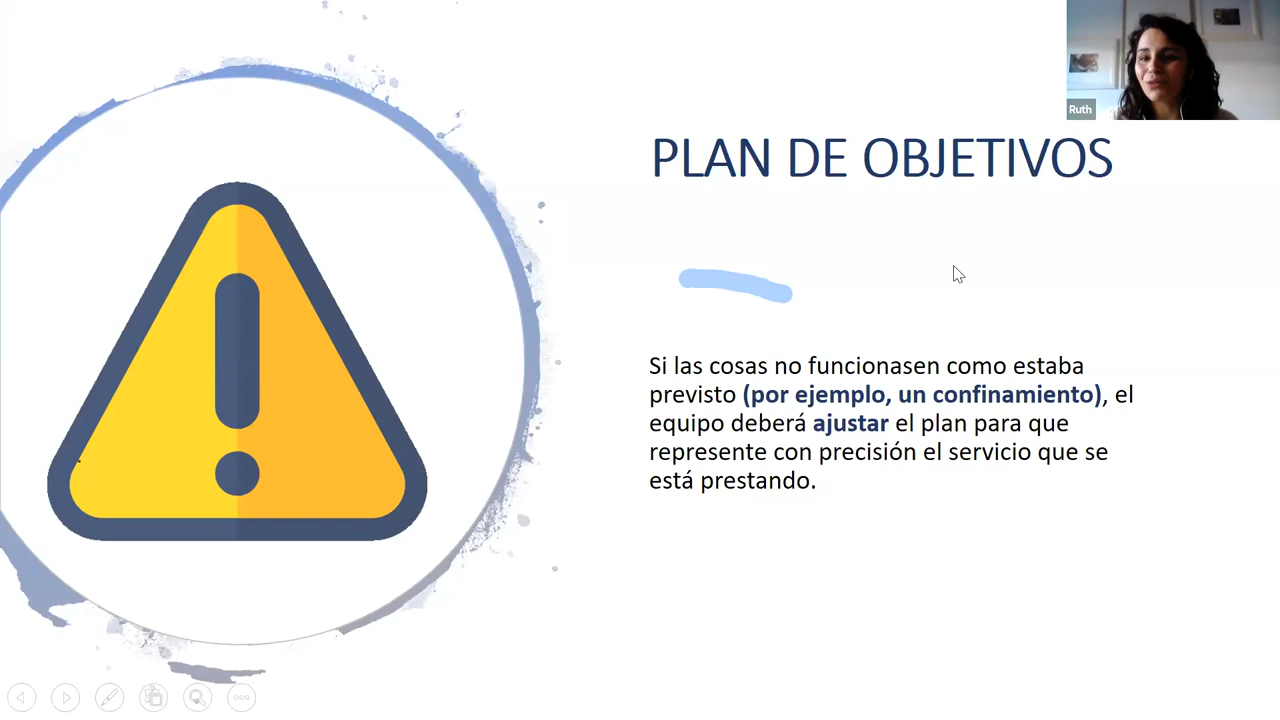 Ruth
PLAN DE OBJETIVOS
Si las cosas no funcionasen como estaba
previsto (por ejemplo, un confinamiento), el
equipo deberá ajustar el plan para que
represente con precisión el servicio que se
está prestando.